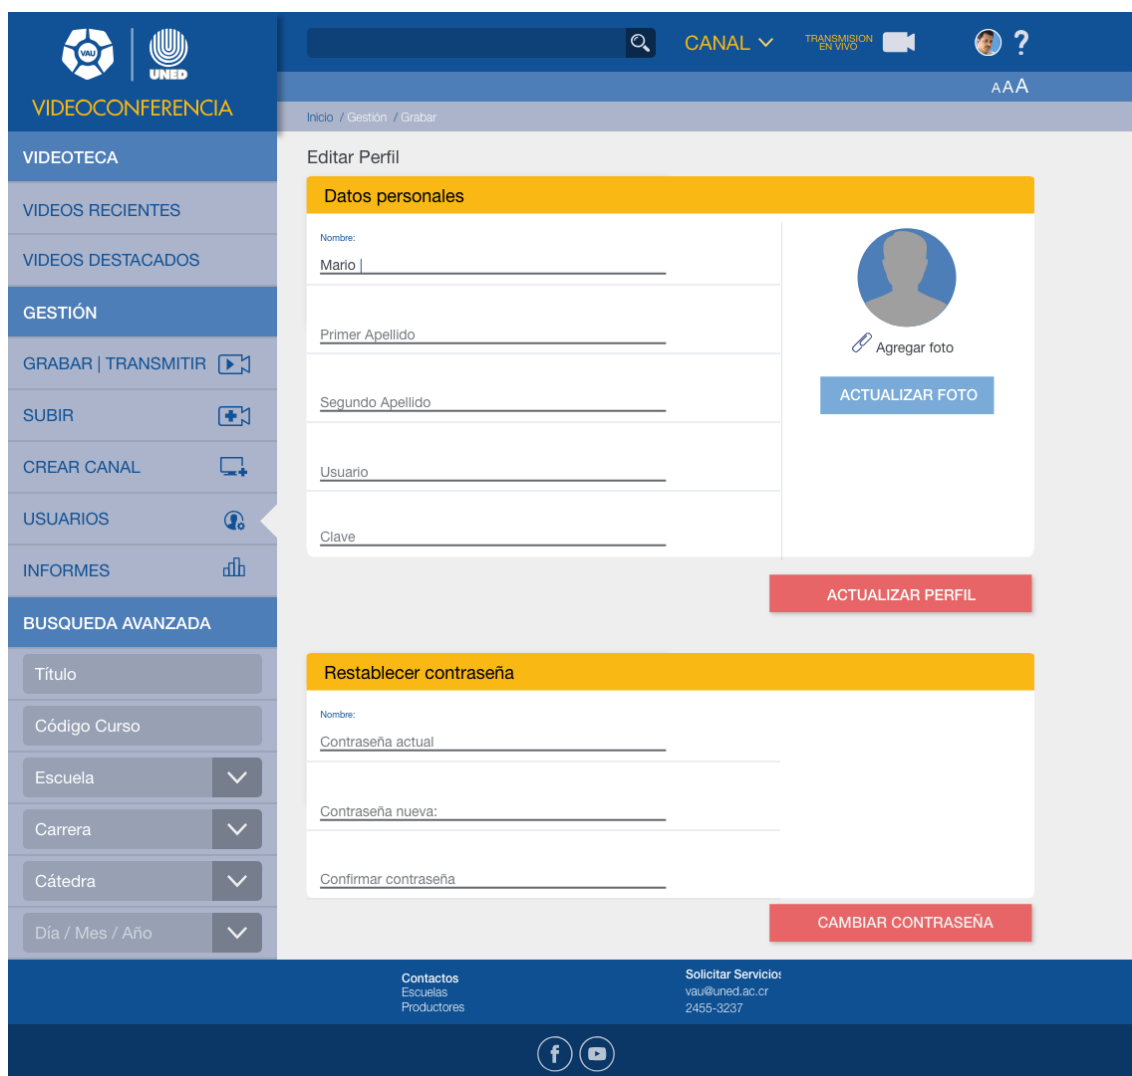 VAU
UNED
VIDEOCONFERENCIA
CANAL
TRANSMISION
EN VIVO
?
AAA
Inicio / Gestión / Grabar
VIDEOTECA
VIDEOS RECIENTES
VIDEOS DESTACADOS
GESTIÓN
GRABAR | TRANSMITIR
SUBIR
CREAR CANAL
USUARIOS
INFORMES
BUSQUEDA AVANZADA
Título
Código Curso
Escuela
Carrera
Cátedra
Día / Mes / Año
Editar Perfil
Datos personales
Nombre:
Mario
Primer Apellido
Segundo Apellido
Usuario
Clave
Agregar foto
ACTUALIZAR FOTO
ACTUALIZAR PERFIL
Restablecer contraseña
Nombre:
Contraseña actual
Contraseña nueva:
Confirmar contraseña
CAMBIAR CONTRASEÑA
Contactos
Escuelas
Productores
Solicitar Servicios
vau@uned.ac.cr
2455-3237